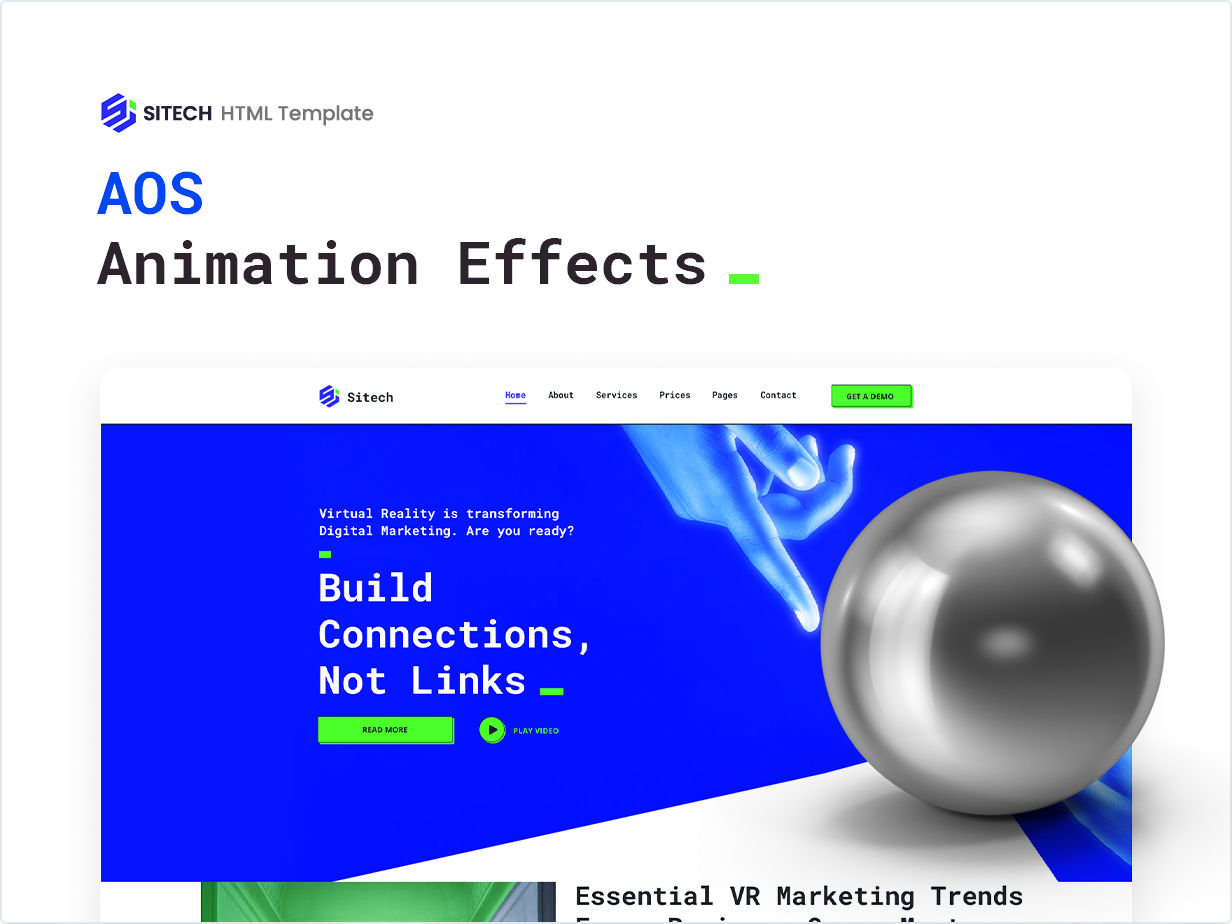 SITECH HTML Template
AOS
Animation Effects
Sitech
Home About Services Prices Pages Contact
GET A DEMO
Virtual Reality is transforming
Digital Marketing. Are you ready?
Build
Connections,
Not Links
READ MORE
PLAY VIDEO
Essential VR Marketing Trends